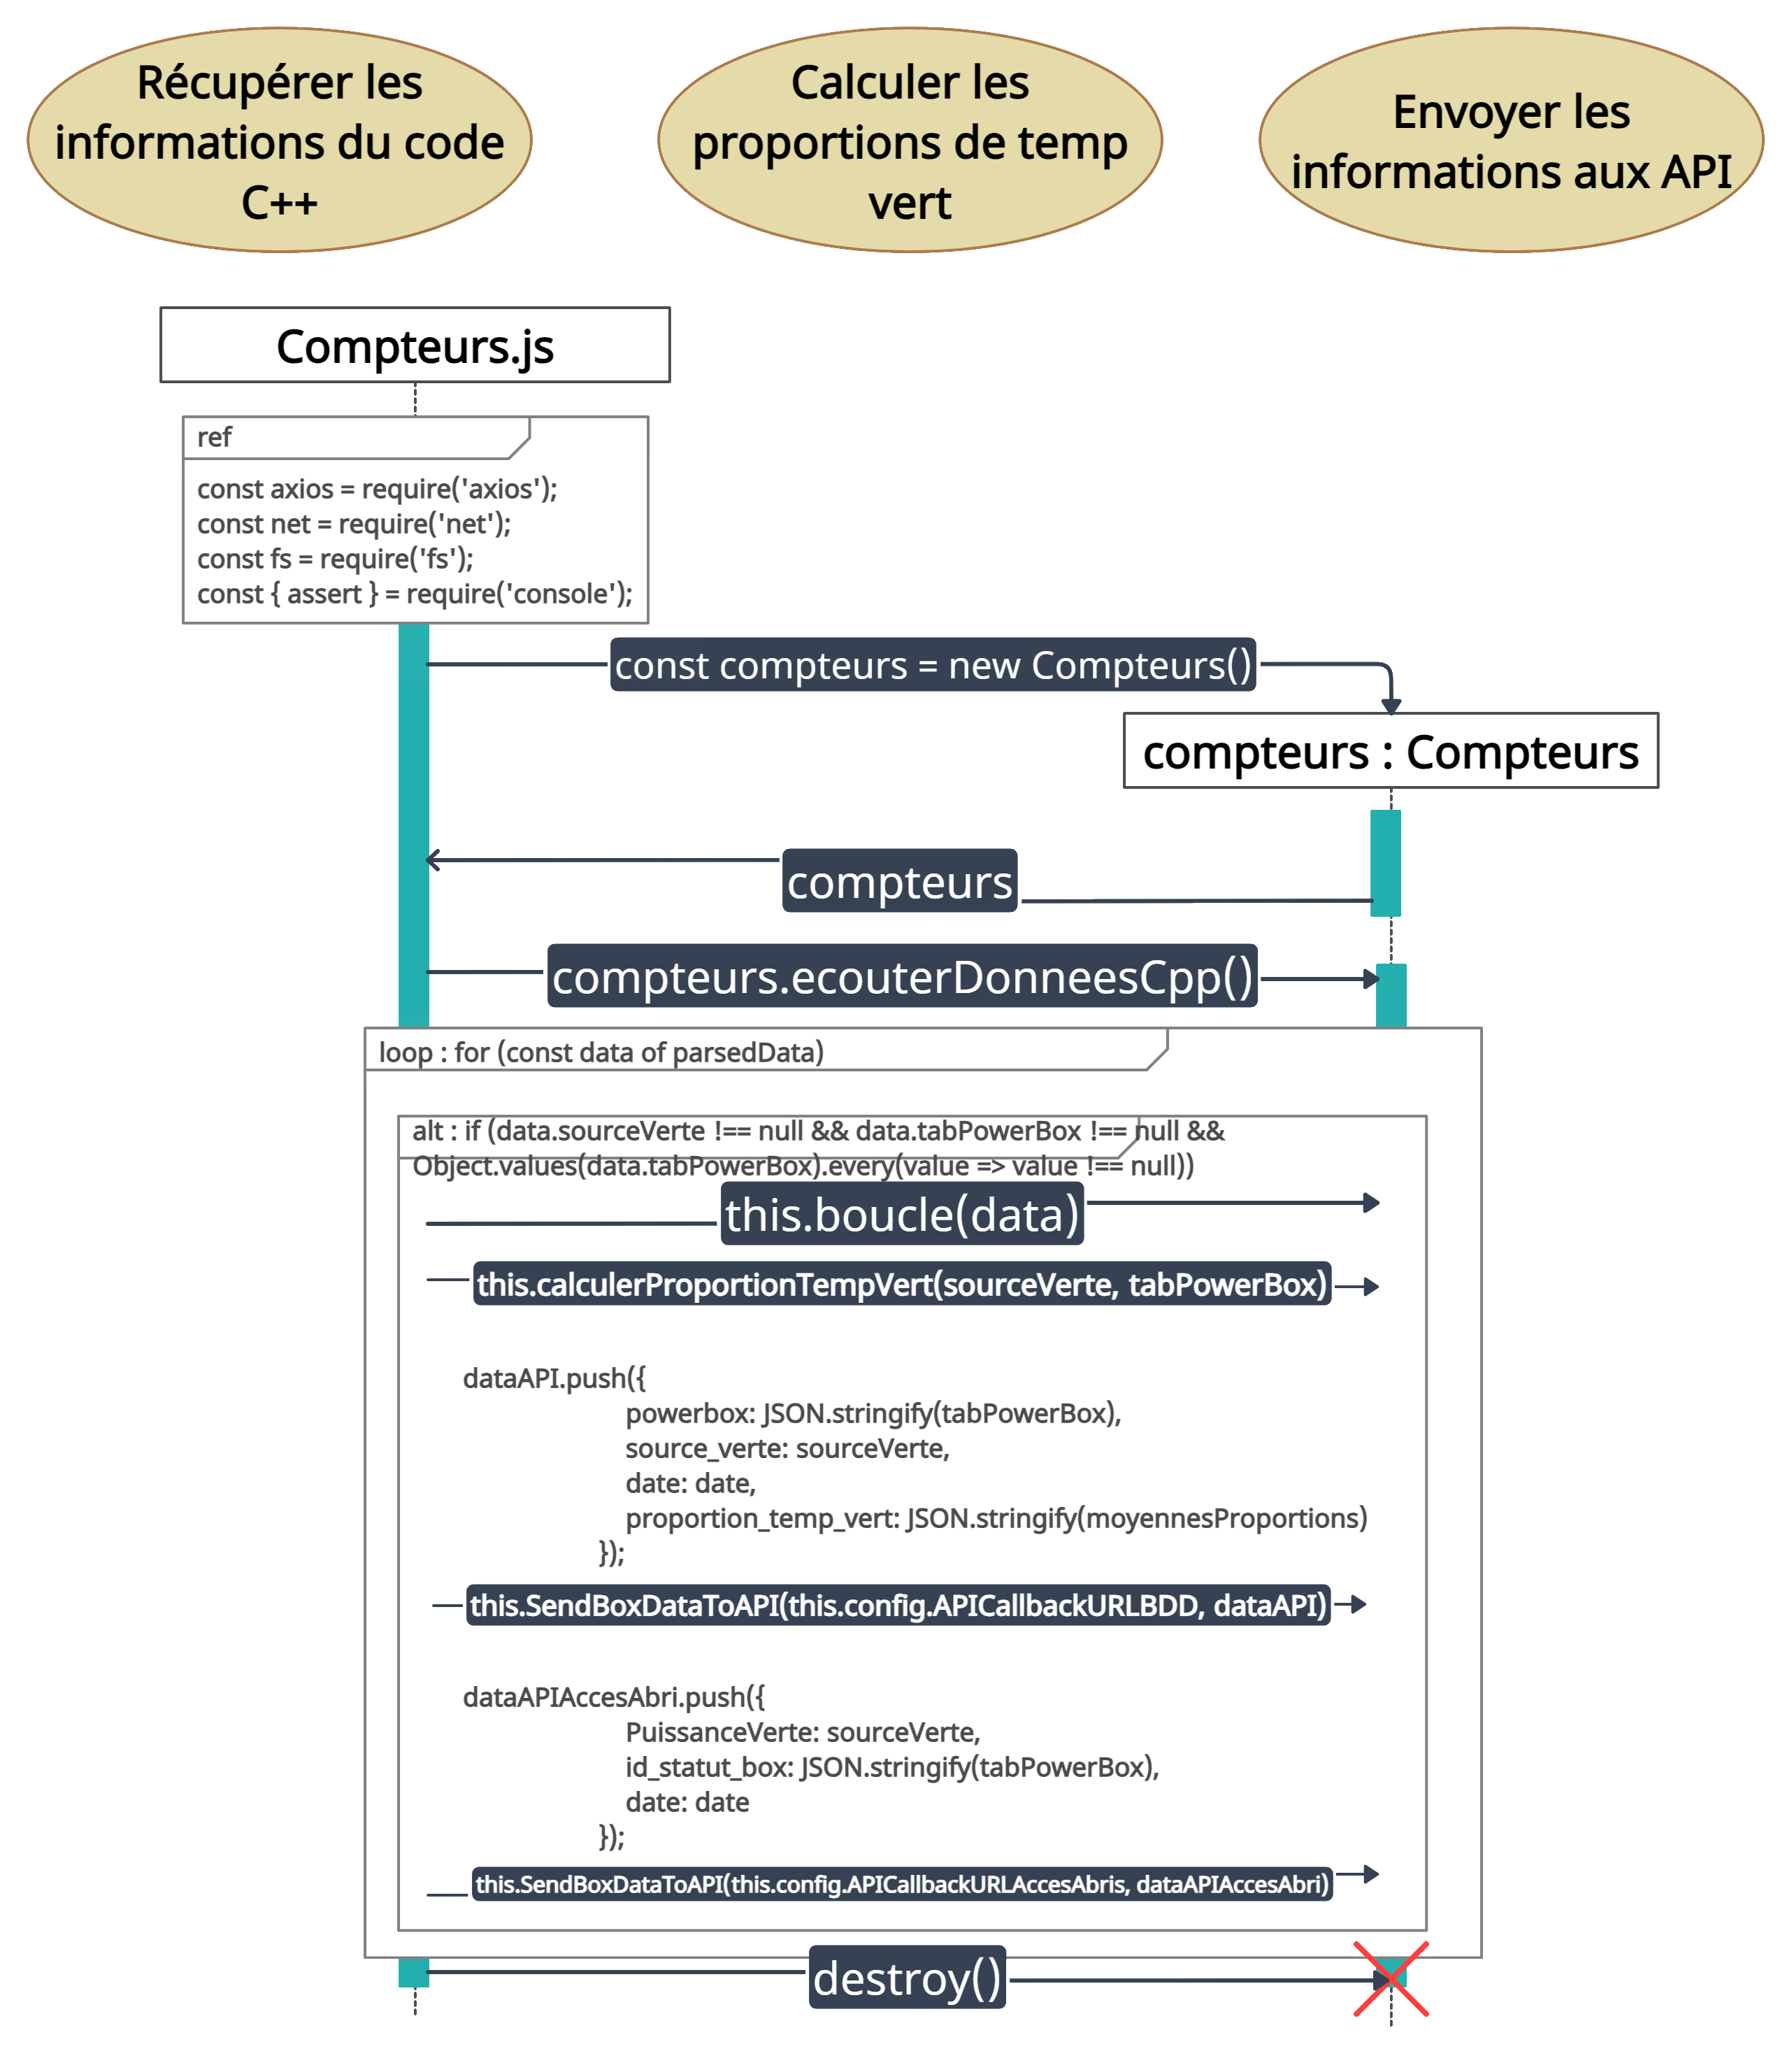 Récupérer les
informations du code
C++
Calculer les
proportions de temp
vert
Envoyer les
informations aux API
Compteurs.js
ref
const axios = require('axios');
const net = require('net');
const fs = require('fs');
const { assert } = require('console');
const compteurs = new Compteurs()
compteurs : Compteurs
compteurs
compteurs.ecouterDonneesCpp()
loop : for (const data of parsedData)
alt : if (data.sourceVerte !== null && data.tabPowerBox !== null &&
Object.values(data.tabPowerBox).every(value => value !== null))
this.boucle(data)
this.calculerProportionTempVert(sourceVerte, tabPowerBox)
dataAPI.push({
powerbox: JSON.stringify(tabPowerBox),
source_verte: sourceVerte,
date: date,
proportion_temp_vert: JSON.stringify(moyennesProportions)
});
this.SendBoxDataToAPI(this.config.APICallbackURLBDD, dataAPI)
dataAPIAccesAbri.push({
PuissanceVerte: sourceVerte,
id_statut_box: JSON.stringify(tabPowerBox),
date: date
});
this.SendBoxDataToAPI(this.config.APICallbackURLAccesAbris, dataAPIAccesAbri)
destroy()